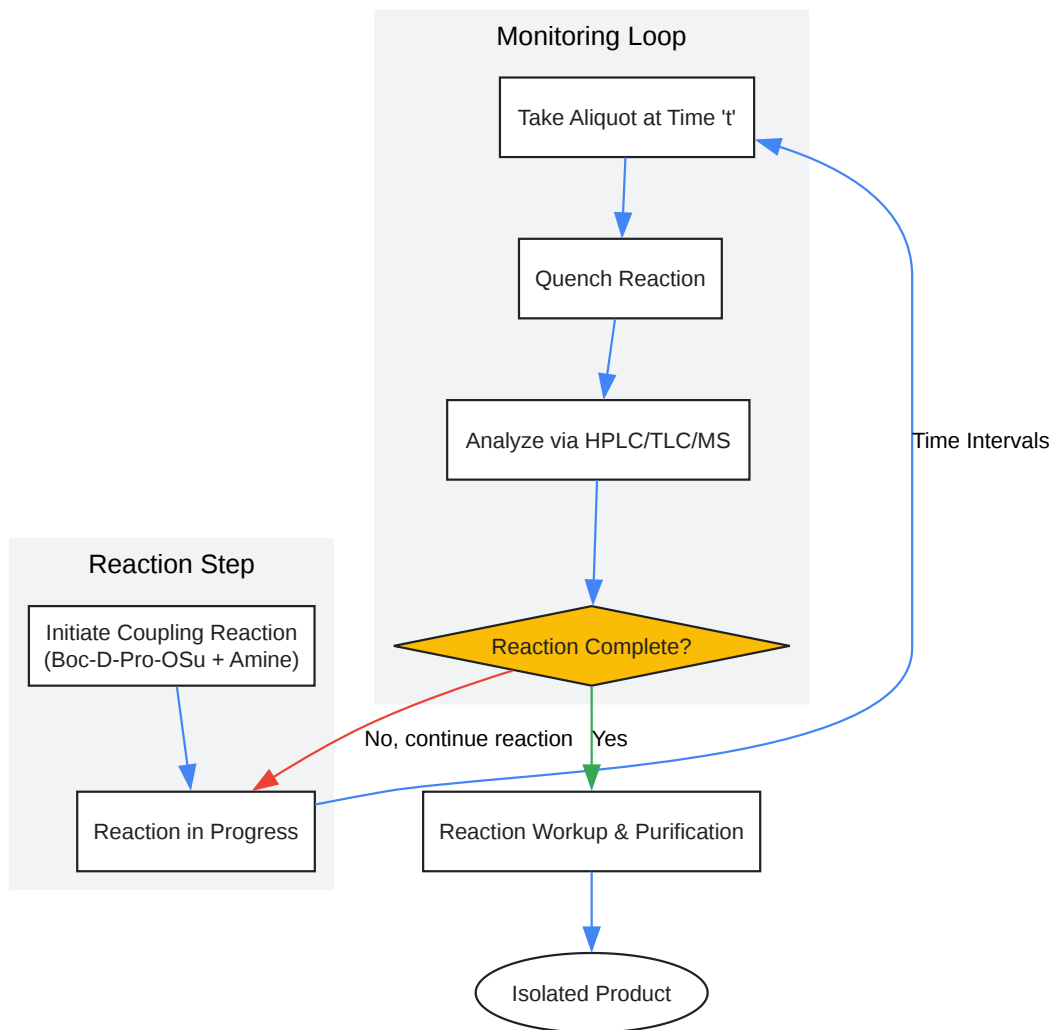 Monitoring Loop
Take Aliquot at Time 't'
Quench Reaction
Analyze via HPLC/TLC/MS
Time Intervals
Reaction Step
Initiate Coupling Reaction
(Boc-D-Pro-OSu + Amine)
Reaction Complete?
No, continue reaction
Yes
Reaction in Progress
Reaction Workup & Purification
Isolated Product